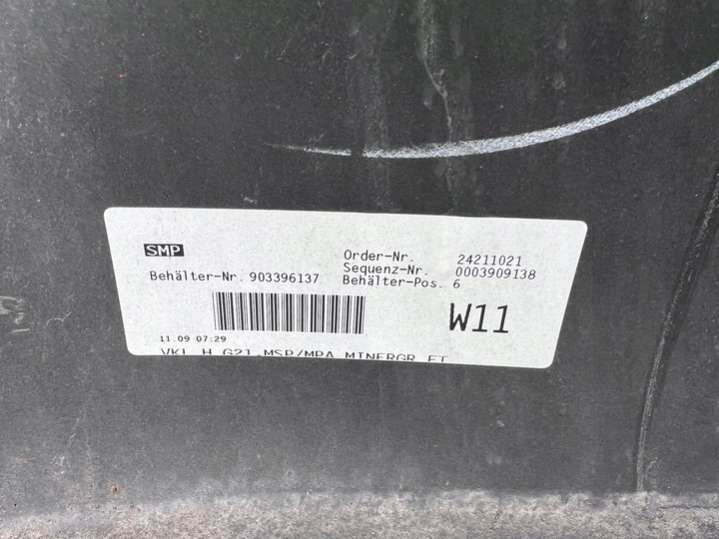 SMP
Order-Nr. 24211021
Sequenz-Nr. 0003909138
Behälter-Nr. 903396137 Behälter-Pos. 6
W11
11.09 07:29
VKL H G21 MSP/MPA MINERGR FT